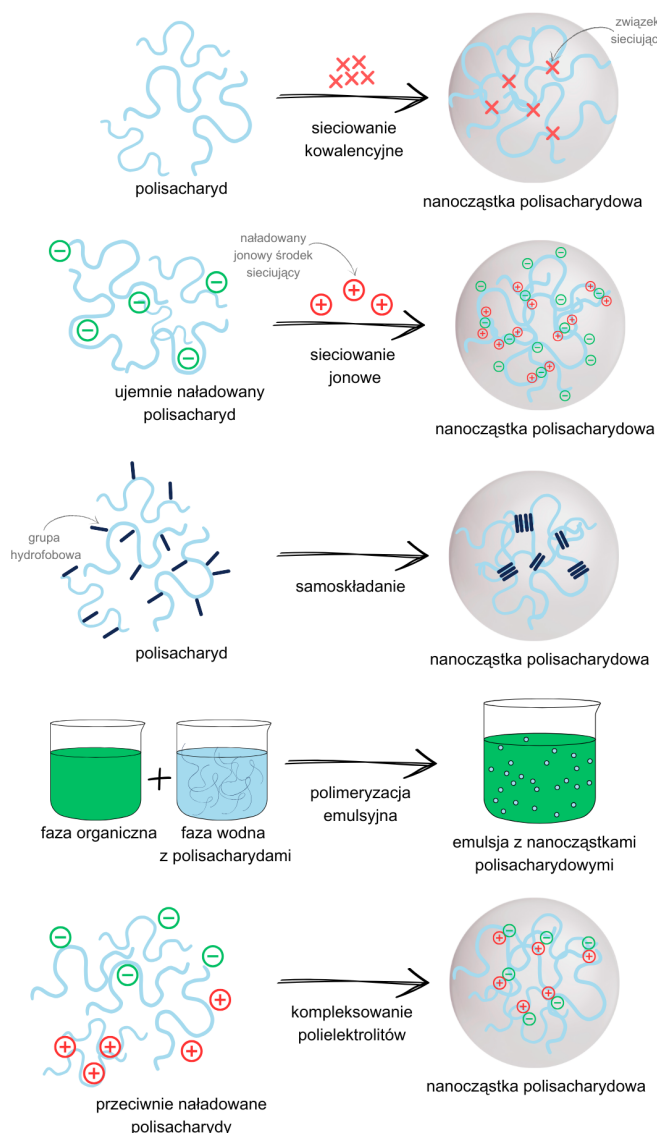 związek
sieciując
sieciowanie
kowalencyjne
polisacharyd
nanocząstka polisacharydowa
naładowany
jonowy środek
sieciujący
sieciowanie
jonowe
ujemnie naładowany
polisacharyd
nanocząstka polisacharydowa
grupa
hydrofobowa
samoskładanie
polisacharyd
nanocząstka polisacharydowa
polimeryzacja
emulsyjna
faza organiczna
faza wodna
z polisacharydami
emulsja z nanocząstkami
polisacharydowymi
kompleksowanie
polielektrolitów
nanocząstka polisacharydowa
przeciwnie naładowane
polisacharydy